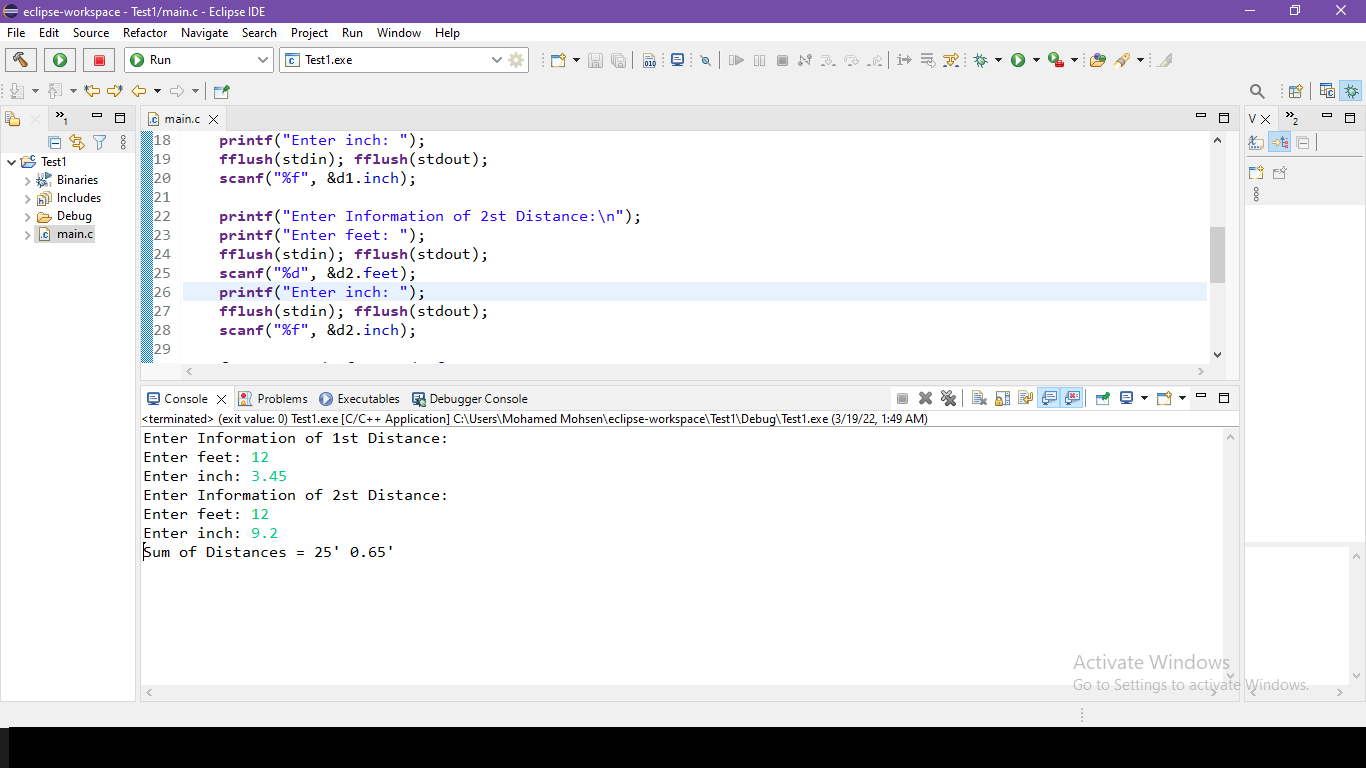 eclipse-workspace - Test1/main.c - Eclipse IDE
File Edit Source Refactor Navigate Search Project Run Window Help
Run
Test1.exe
010
1
main.c
V
2
Test1
Binaries
Includes
Debug
main.c
18 printf("Enter inch: ");
19 fflush(stdin); fflush(stdout);
20 scanf("%f", &d1.inch);
21
22 printf("Enter Information of 2st Distance:\n");
23 printf("Enter feet: ");
24 fflush(stdin); fflush(stdout);
25 scanf("%d", &d2.feet);
26 printf("Enter inch: ");
27 fflush(stdin); fflush(stdout);
28 scanf("%f", &d2.inch);
29
Console Problems Executables Debugger Console
<terminated> (exit value: 0) Test1.exe [C/C++ Application] C:\Users\Mohamed Mohsen\eclipse-workspace\Test1\Debug\Test1.exe (3/19/22, 1:49 AM)
Enter Information of 1st Distance:
Enter feet: 12
Enter inch: 3.45
Enter Information of 2st Distance:
Enter feet: 12
Enter inch: 9.2
Sum of Distances = 25' 0.65'
Activate Windows
Go to Settings to activate Windows.